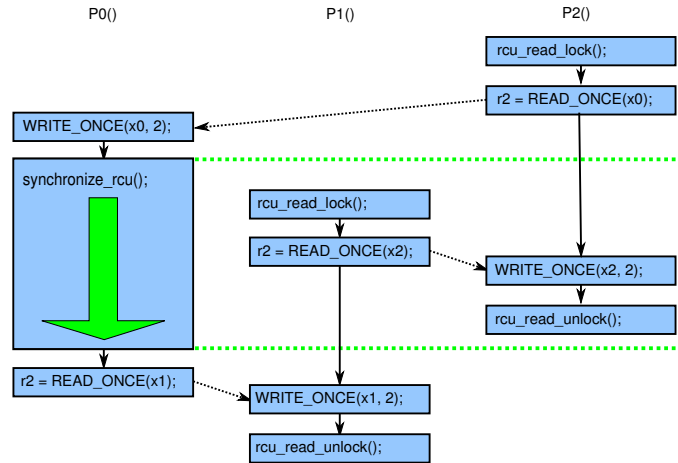 P0()
P1()
P2()
rcu_read_lock();
r2 = READ_ONCE(x0);
WRITE_ONCE(x0, 2);
synchronize_rcu();
rcu_read_lock();
r2 = READ_ONCE(x2);
WRITE_ONCE(x2, 2);
rcu_read_unlock();
r2 = READ_ONCE(x1);
WRITE_ONCE(x1, 2);
rcu_read_unlock();